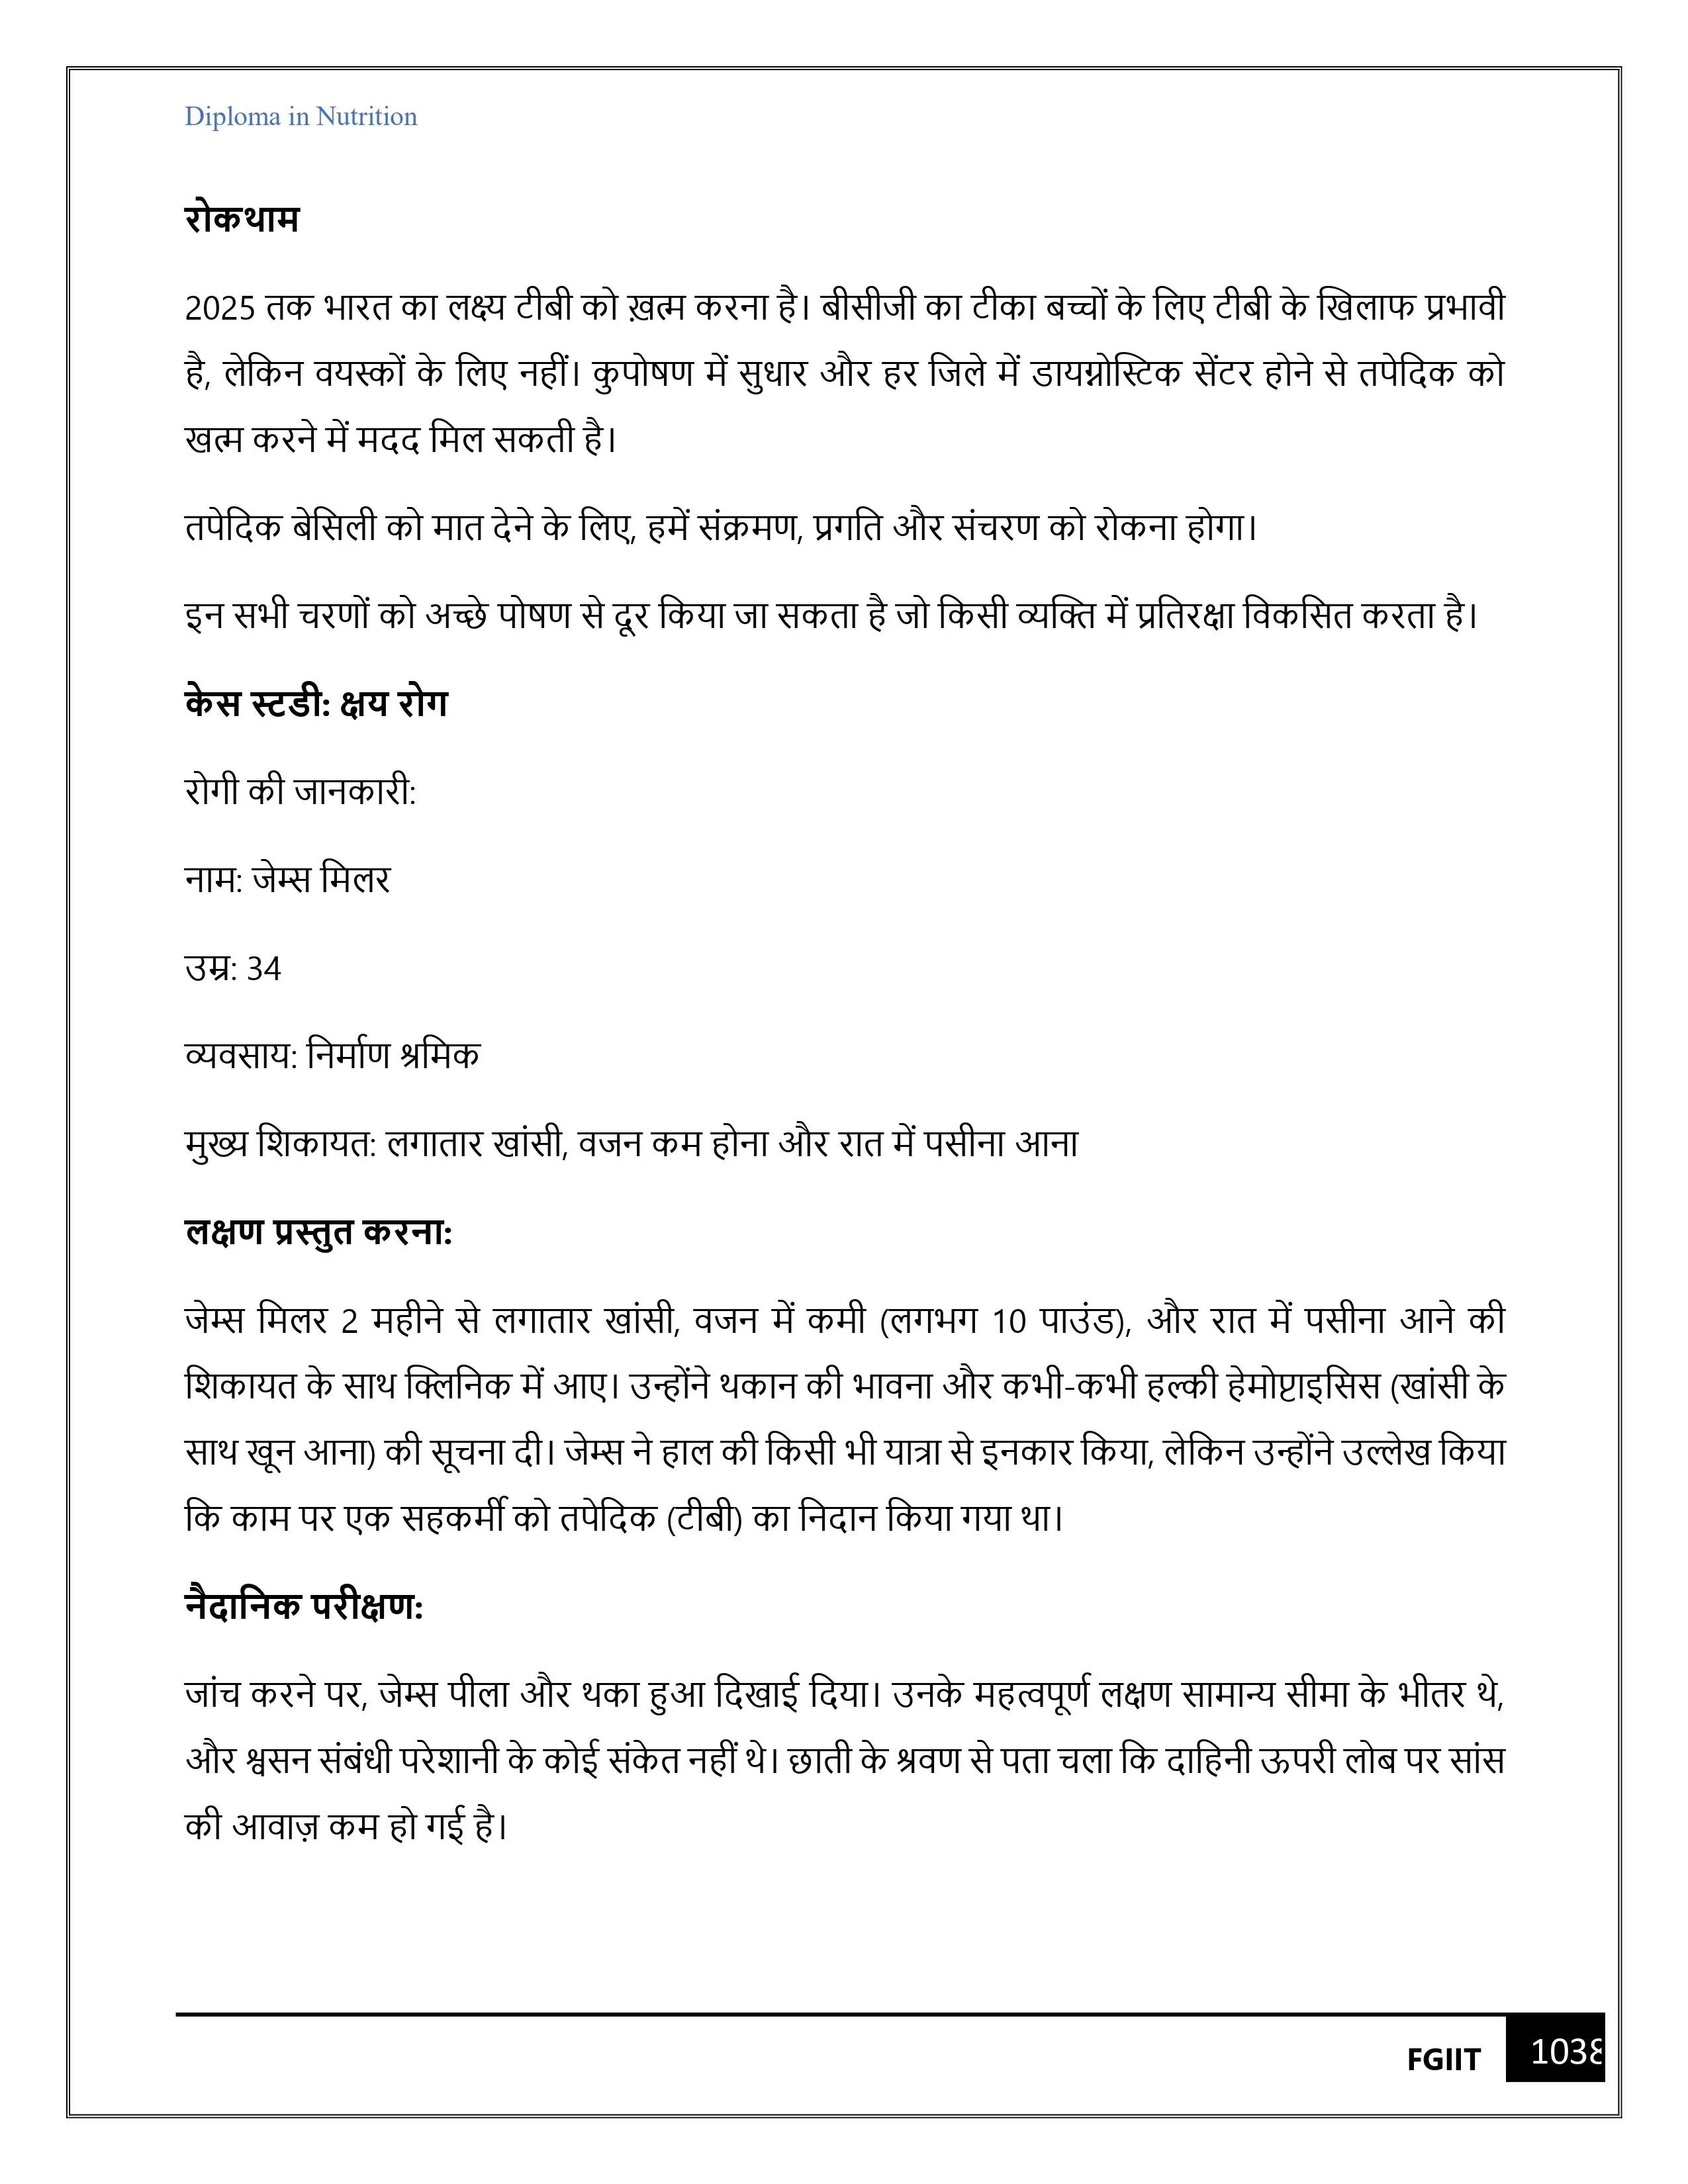 Diploma in Nutrition
रोकथाम
2025 तक भारत का लक्ष्य टीबी को ख़त्म करना है। बीसीजी का टीका बच्चों के लिए टीबी के खिलाफ प्रभावी
है, लेकिन वयस्कों के लिए नहीं। कुपोषण में सुधार और हर जिले में डायग्नोस्टिक सेंटर होने से तपेदिक को
खत्म करने में मदद मिल सकती है।
तपेदिक बेसिली को मात देने के लिए, हमें संक्रमण, प्रगति और संचरण को रोकना होगा।
इन सभी चरणों को अच्छे पोषण से दूर किया जा सकता है जो किसी व्यक्ति में प्रतिरक्षा विकसित करता है।
केस स्टडी: क्षय रोग
रोगी की जानकारी:
नाम: जेम्स मिलर
उम्र: 34
व्यवसाय: निर्माण श्रमिक
मुख्य शिकायत: लगातार खांसी, वजन कम होना और रात में पसीना आना
लक्षण प्रस्तुत करना:
जेम्स मिलर 2 महीने से लगातार खांसी, वजन में कमी (लगभग 10 पाउंड), और रात में पसीना आने की
शिकायत के साथ क्लिनिक में आए। उन्होंने थकान की भावना और कभी-कभी हल्की हेमोप्टाइसिस (खांसी के
साथ खून आना) की सूचना दी। जेम्स ने हाल की किसी भी यात्रा से इनकार किया, लेकिन उन्होंने उल्लेख किया
कि काम पर एक सहकर्मी को तपेदिक (टीबी) का निदान किया गया था।
नैदानिक परीक्षण:
जांच करने पर, जेम्स पीला और थका हुआ दिखाई दिया। उनके महत्वपूर्ण लक्षण सामान्य सीमा के भीतर थे,
और श्वसन संबंधी परेशानी के कोई संकेत नहीं थे। छाती के श्रवण से पता चला कि दाहिनी ऊपरी लोब पर सांस
की आवाज़ कम हो गई है।
FGIIT 1038